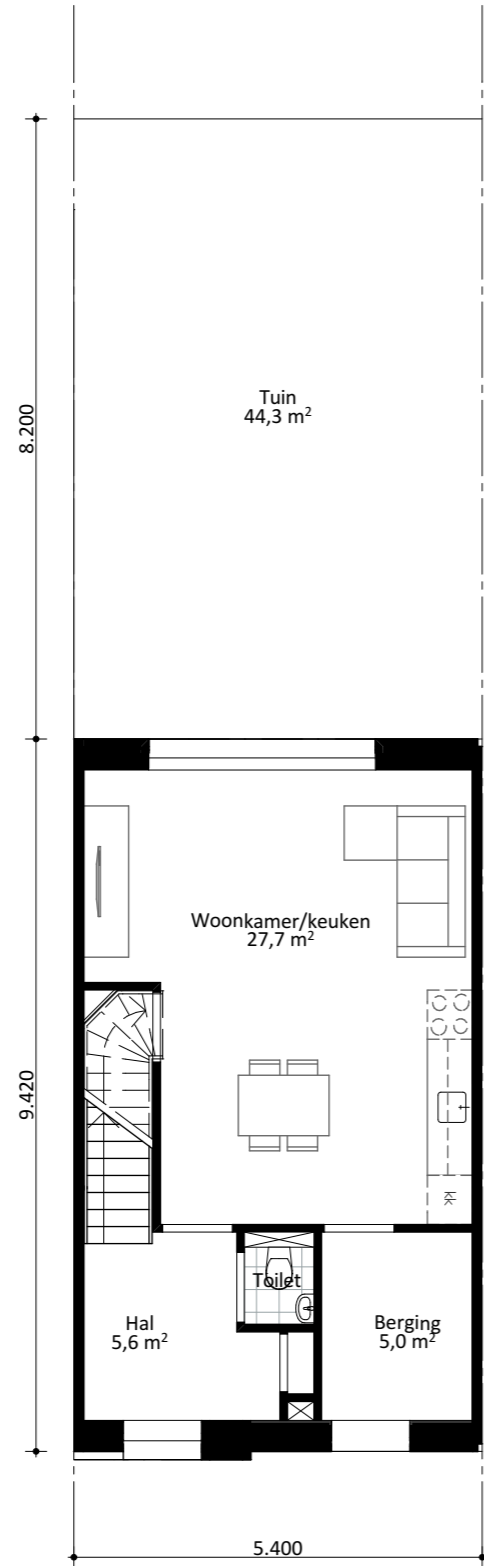 Tuin
44,3 m²
8.200
Woonkamer/keuken
27,7 m²
9.420
kk
Toilet
Hal
5,6 m²
Berging
5,0 m²
5.400